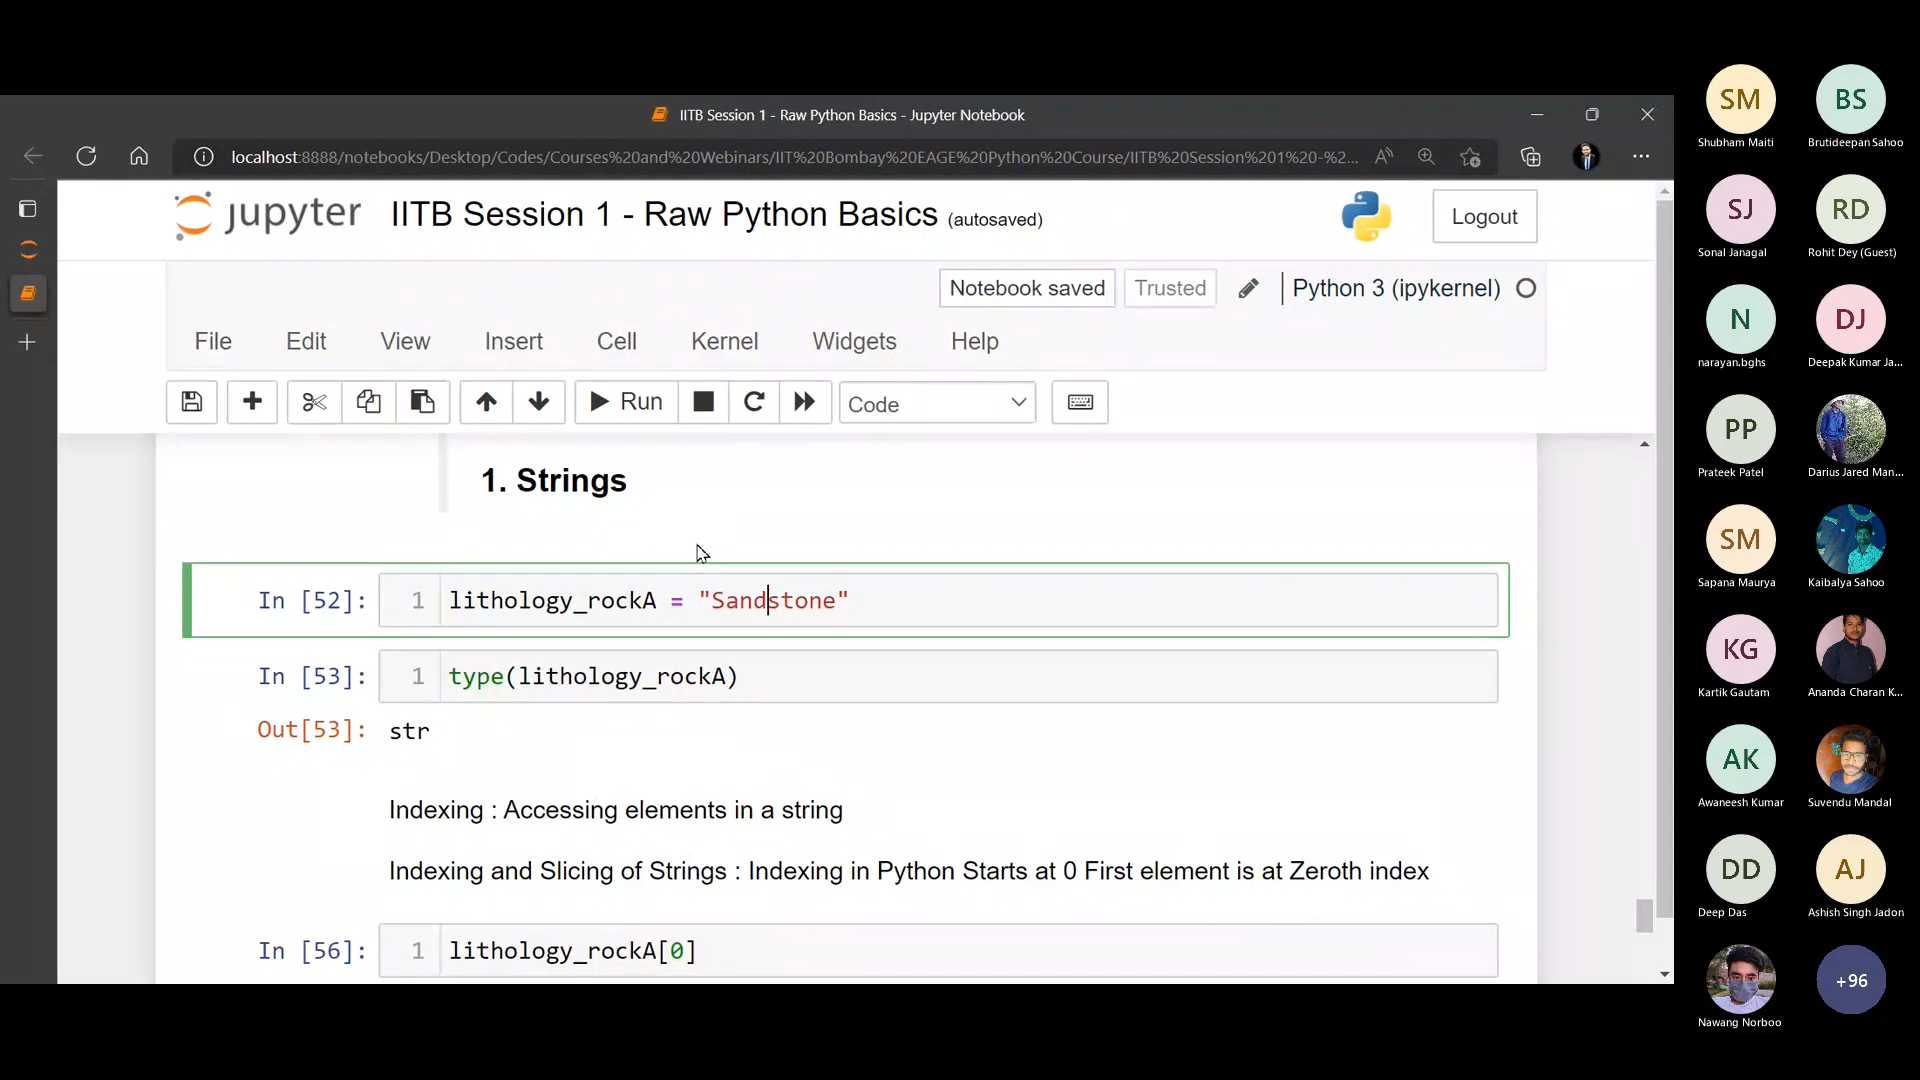 IITB Session 1 - Raw Python Basics - Jupyter Notebook
localhost:8888/notebooks/Desktop/Codes/Courses%20and%20Webinars/IIT%20Bombay%20EAGE%20Python%20Course/IITB%20Session%201%20-%2...
jupyter IITB Session 1 - Raw Python Basics (autosaved)
Logout
Notebook saved
Trusted
Python 3 (ipykernel)
File Edit View Insert Cell Kernel Widgets Help
Run
Code
1. Strings
In [52]: 1 lithology_rockA = "Sandstone"
In [53]: 1 type(lithology_rockA)
Out[53]: str
Indexing : Accessing elements in a string
Indexing and Slicing of Strings : Indexing in Python Starts at 0 First element is at Zeroth index
In [56]: 1 lithology_rockA[0]
SM BS
Shubham Maiti Brutideepan Sahoo
SJ RD
Sonal Janagal Rohit Dey (Guest)
N DJ
narayan.bghs Deepak Kumar Ja...
PP
Prateek Patel Darius Jared Man...
SM
Sapana Maurya Kaibalya Sahoo
KG
Kartik Gautam Ananda Charan K...
AK
Awaneesh Kumar Suvendu Mandal
DD AJ
Deep Das Ashish Singh Jadon
+96
Nawang Norboo